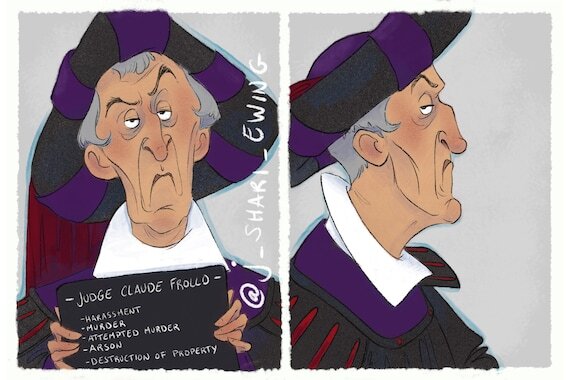 - JUDGE CLAUDE FROLLO -
-HARASSMENT
-MURDER
-ATTEMPTED MURDER
-ARSON
-DESTRUCTION OF PROPERTY
@J_SHARI_EWING